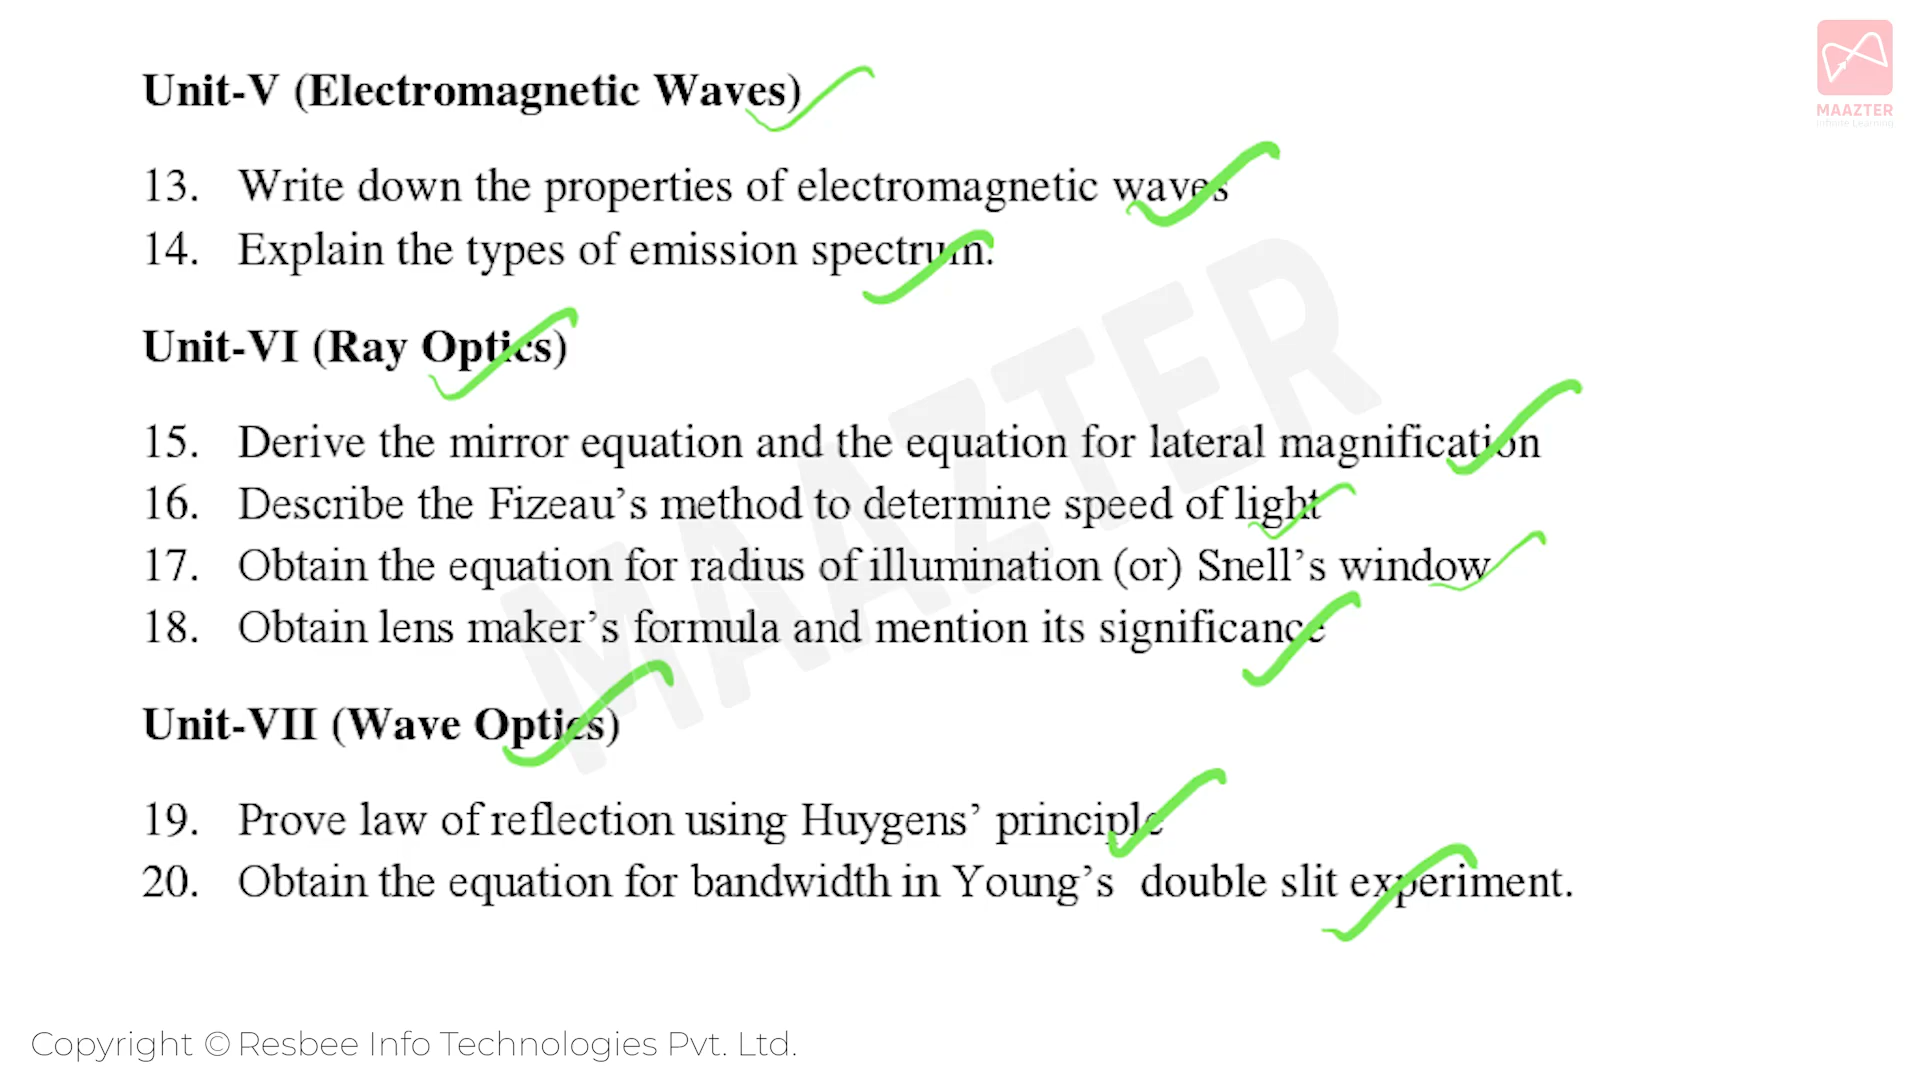 MAAZTER
Infinite Learning
Unit-V (Electromagnetic Waves)
13. Write down the properties of electromagnetic waves
14. Explain the types of emission spectrum.
Unit-VI (Ray Optics)
15. Derive the mirror equation and the equation for lateral magnification
16. Describe the Fizeau’s method to determine speed of light
17. Obtain the equation for radius of illumination (or) Snell’s window
18. Obtain lens maker’s formula and mention its significance
Unit-VII (Wave Optics)
19. Prove law of reflection using Huygens’ principle
20. Obtain the equation for bandwidth in Young’s double slit experiment.
MAAZTER
Copyright © Resbee Info Technologies Pvt. Ltd.